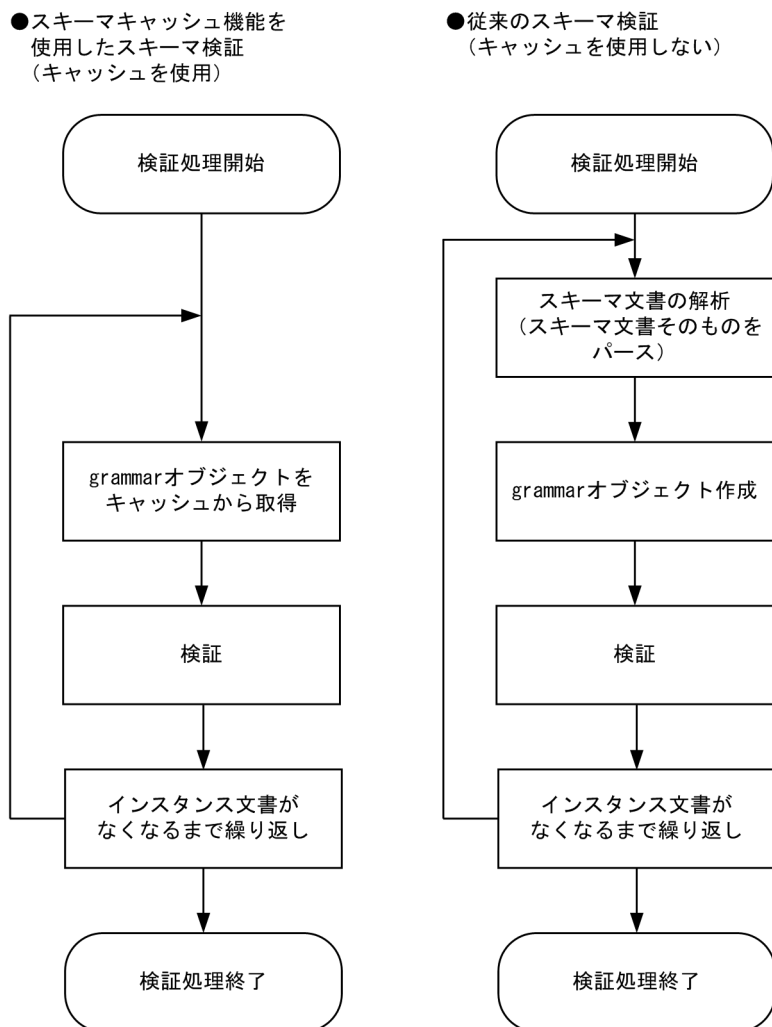 ●スキーマキャッシュ機能を
使用したスキーマ検証
（キャッシュを使用）
検証処理開始
grammarオブジェクトを
キャッシュから取得
検証
インスタンス文書が
なくなるまで繰り返し
検証処理終了
●従来のスキーマ検証
（キャッシュを使用しない）
検証処理開始
スキーマ文書の解析
（スキーマ文書そのものを
パース）
grammarオブジェクト作成
検証
インスタンス文書が
なくなるまで繰り返し
検証処理終了